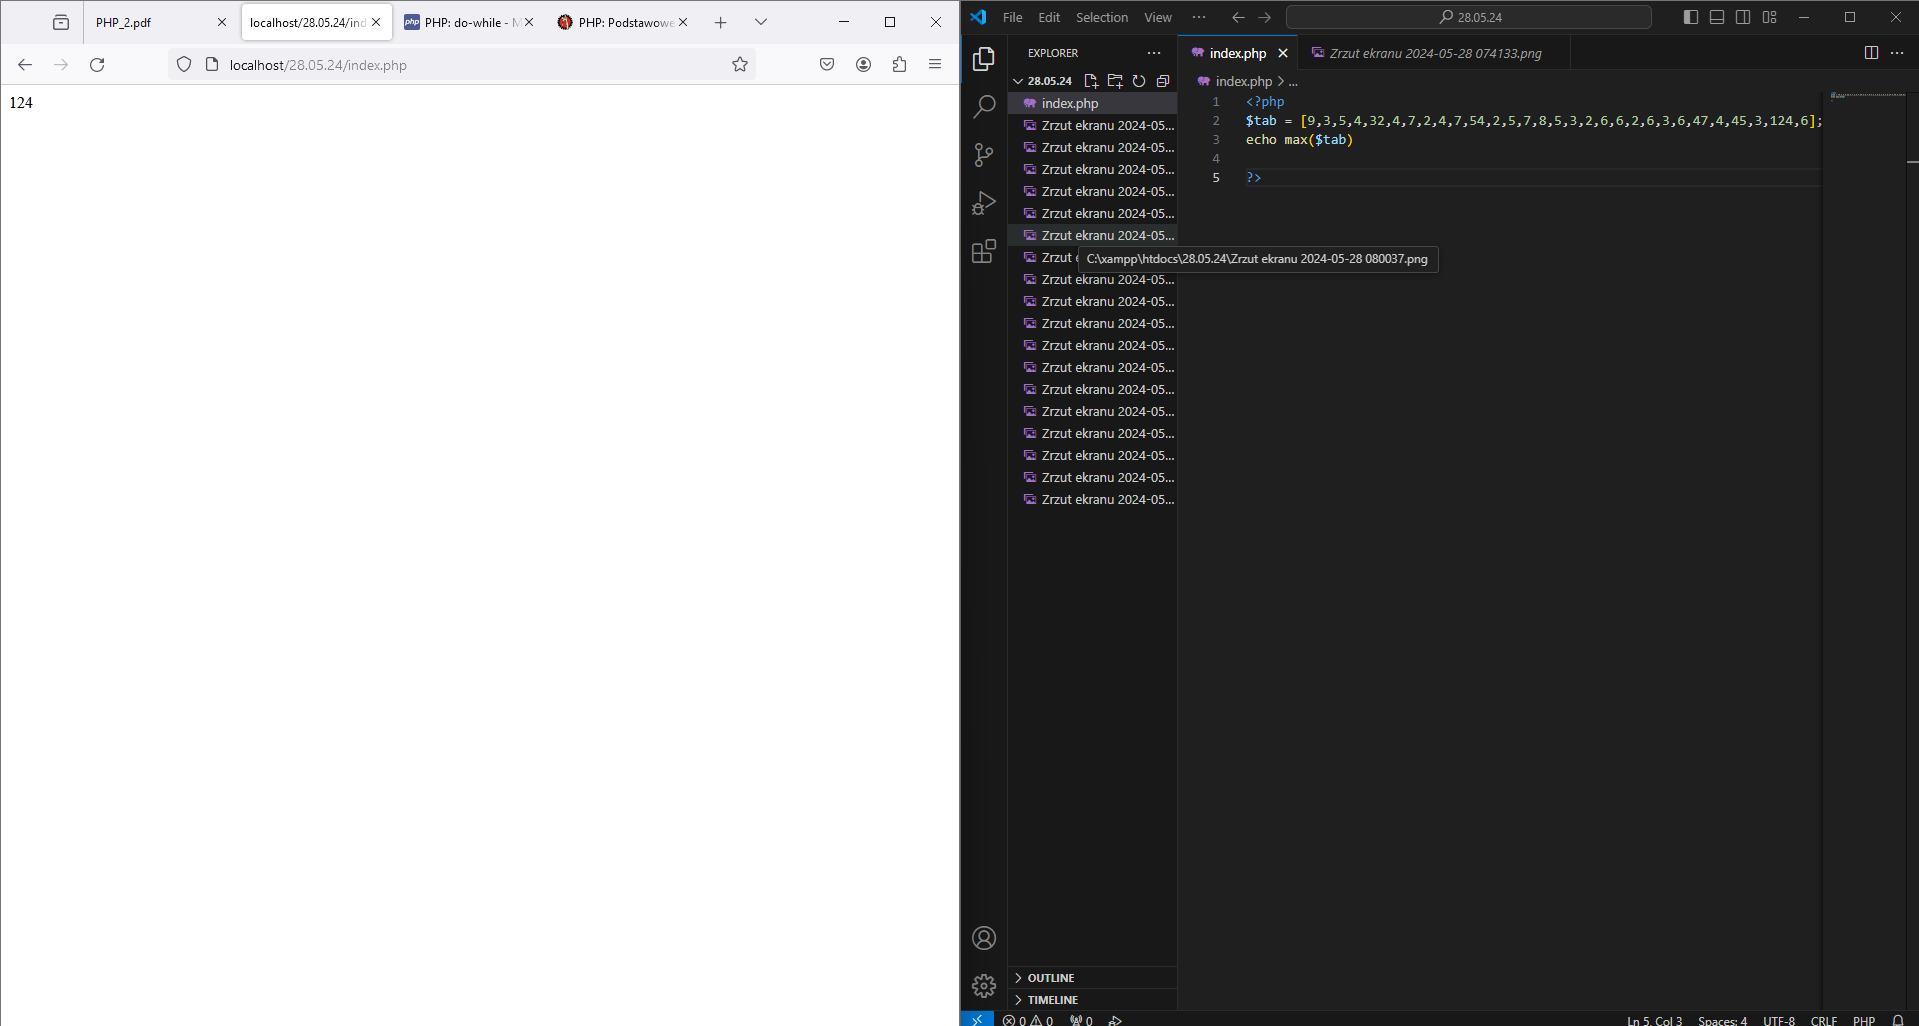 PHP_2.pdf
localhost/28.05.24/ind
php PHP: do-while - M
PHP: Podstawowe
localhost/28.05.24/index.php
124
File Edit Selection View ...
28.05.24
EXPLORER ...
28.05.24
index.php
Zrzut ekranu 2024-05...
Zrzut ekranu 2024-05...
Zrzut ekranu 2024-05...
Zrzut ekranu 2024-05...
Zrzut ekranu 2024-05...
Zrzut ekranu 2024-05...
Zrzu
Zrzut ekranu 2024-05...
Zrzut ekranu 2024-05...
Zrzut ekranu 2024-05...
Zrzut ekranu 2024-05...
Zrzut ekranu 2024-05...
Zrzut ekranu 2024-05...
Zrzut ekranu 2024-05...
Zrzut ekranu 2024-05...
Zrzut ekranu 2024-05...
Zrzut ekranu 2024-05...
Zrzut ekranu 2024-05...
C:\xampp\htdocs\28.05.24\Zrzut ekranu 2024-05-28 080037.png
OUTLINE
TIMELINE
index.php
Zrzut ekranu 2024-05-28 074133.png
index.php > ...
1 <?php
2 $tab = [9,3,5,4,32,4,7,2,4,7,54,2,5,7,8,5,3,2,6,6,2,6,3,6,47,4,45,3,124,6];
3 echo max($tab)
4
5 ?>
0 0 0
Ln 5, Col 3 Spaces: 4 UTF-8 CRLF PHP